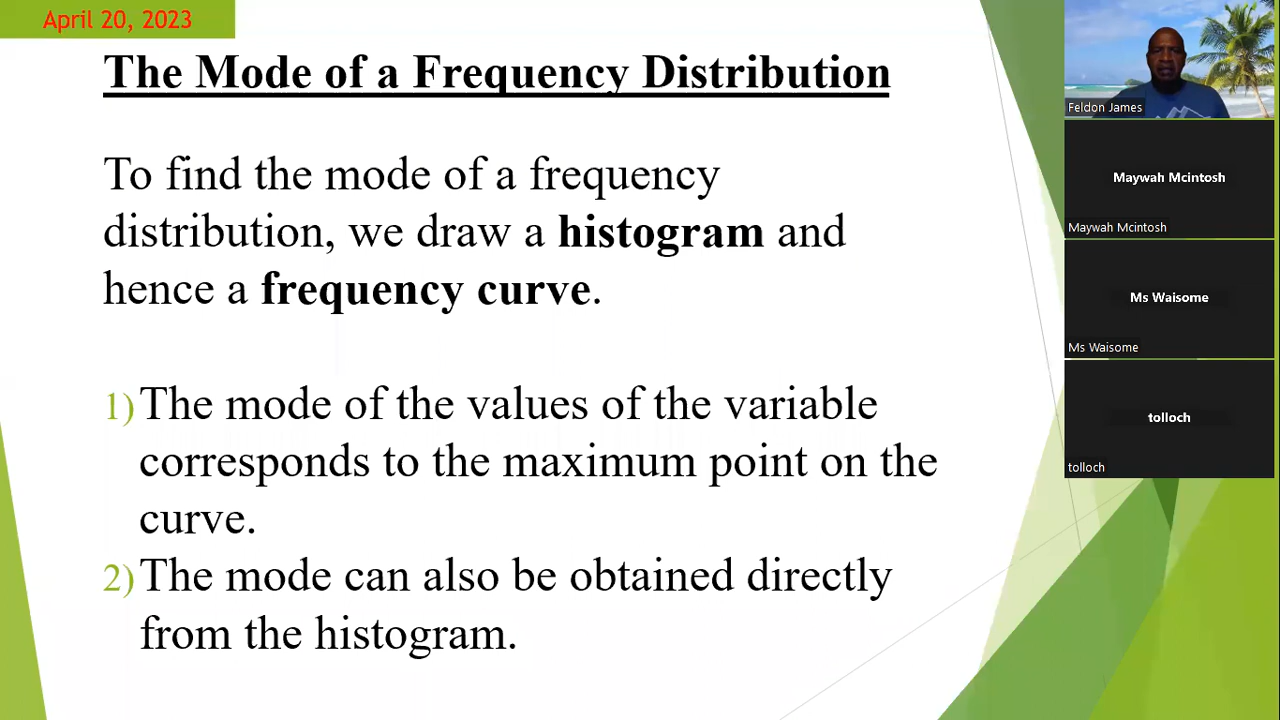 April 20, 2023
The Mode of a Frequency Distribution
To find the mode of a frequency
distribution, we draw a histogram and
hence a frequency curve.
1) The mode of the values of the variable
corresponds to the maximum point on the
curve.
2) The mode can also be obtained directly
from the histogram.
Feldon James
Maywah Mcintosh
Maywah Mcintosh
Ms Waisome
Ms Waisome
tolloch
tolloch